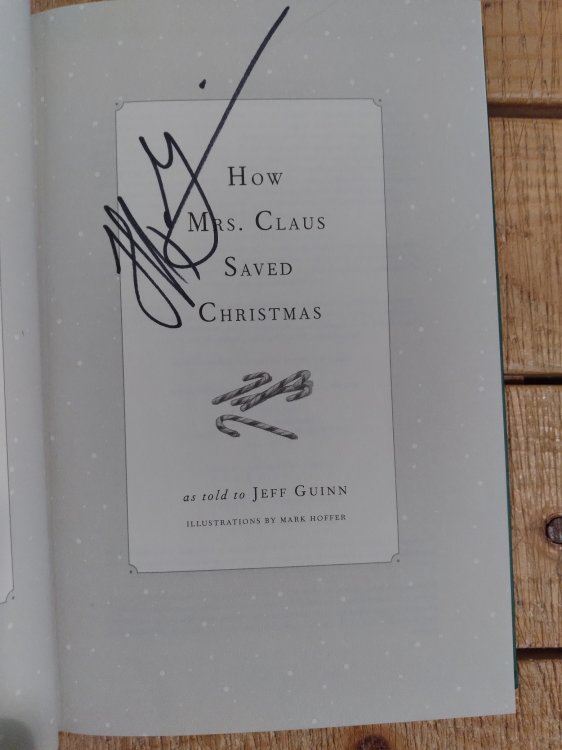 How
Mrs. Claus
Saved
Christmas
as told to Jeff Guinn
ILLUSTRATIONS BY MARK HOFFER